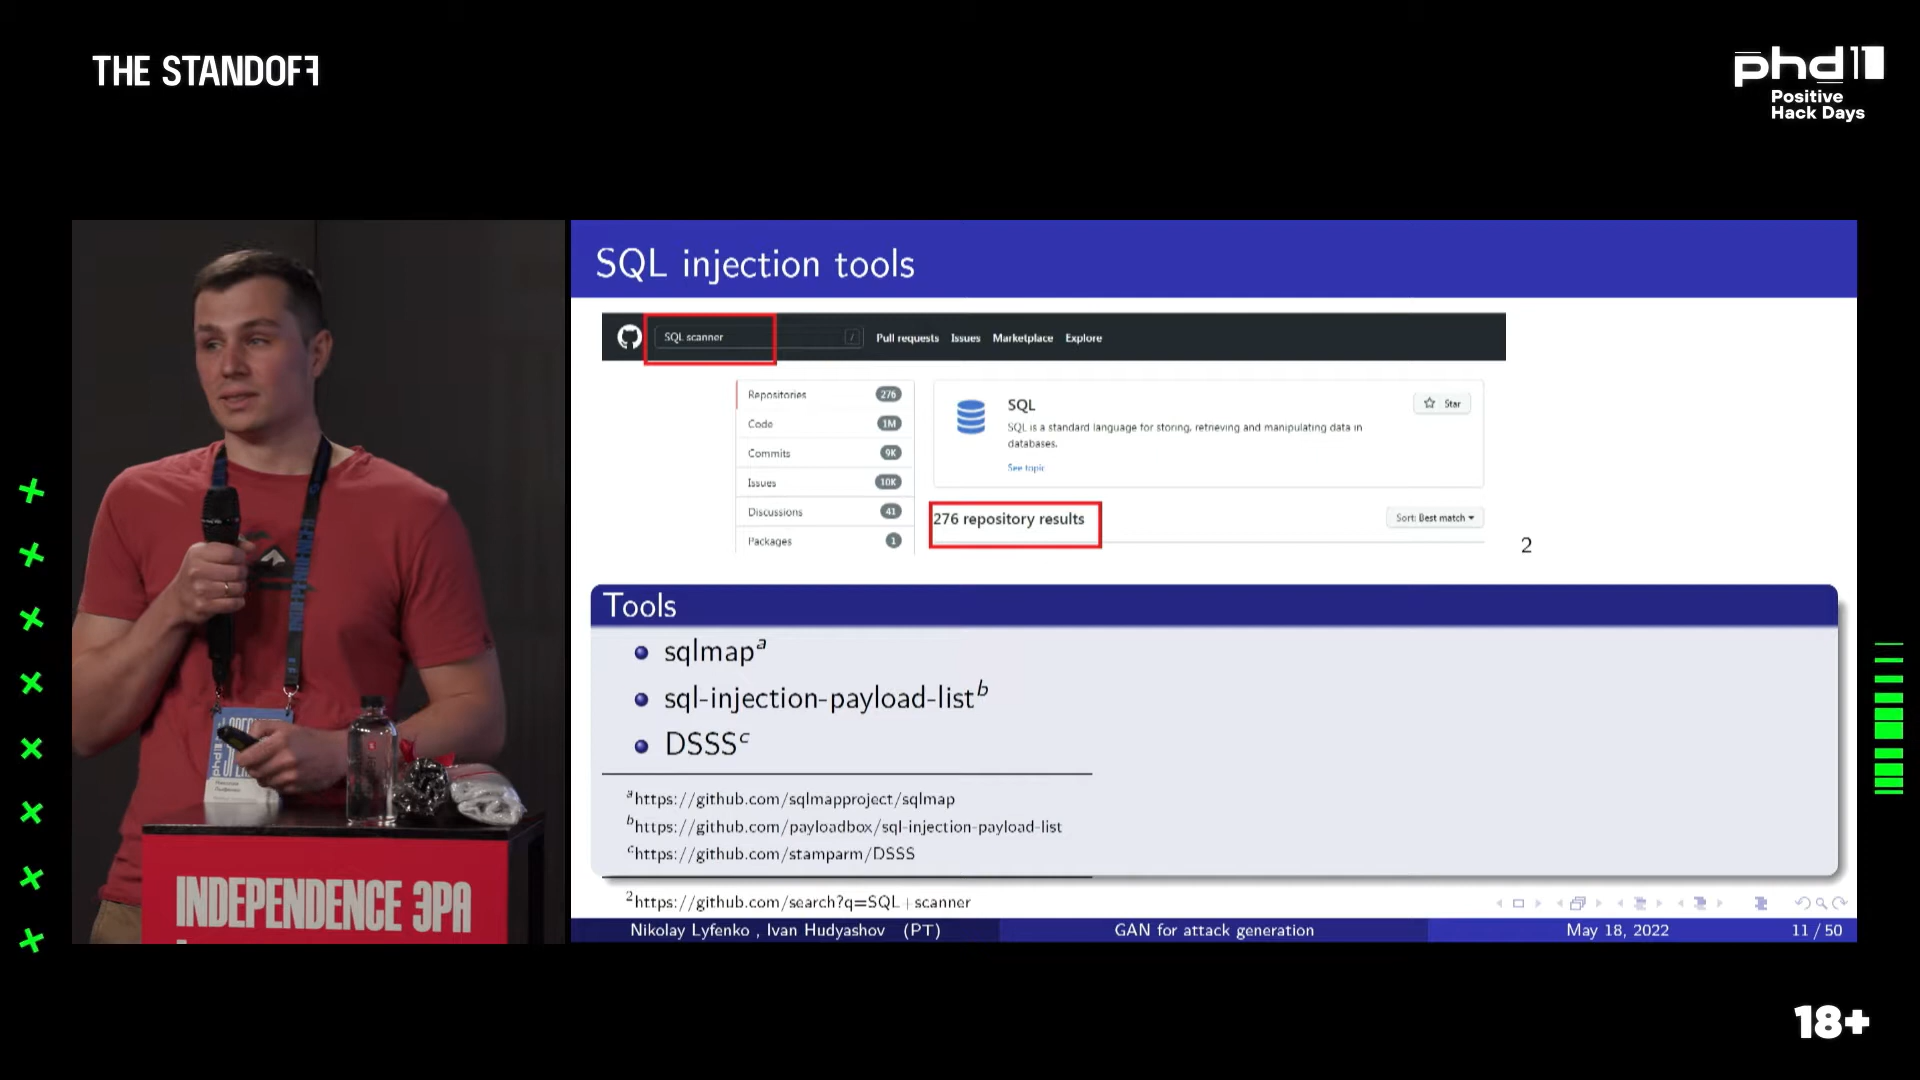 THE STANDOFF
phd11
Positive
Hack Days
SQL injection tools
SQL scanner
/
Pull requests Issues Marketplace Explore
Repositories 276
Code 1M
Commits 9K
Issues 10K
Discussions 41
Packages 1
SQL
Star
SQL is a standard language for storing, retrieving and manipulating data in
databases.
See topic
276 repository results
Sort: Best match
2
Tools
sqlmap a
sql-injection-payload-list b
DSSS c
a https://github.com/sqlmapproject/sqlmap
b https://github.com/payloadbox/sql-injection-payload-list
c https://github.com/stamparm/DSSS
2 https://github.com/search?q=SQL+scanner
Nikolay Lyfenko , Ivan Hudyashov (PT)
GAN for attack generation
May 18, 2022
11 / 50
INDEPENDENCE ЭРА
18+